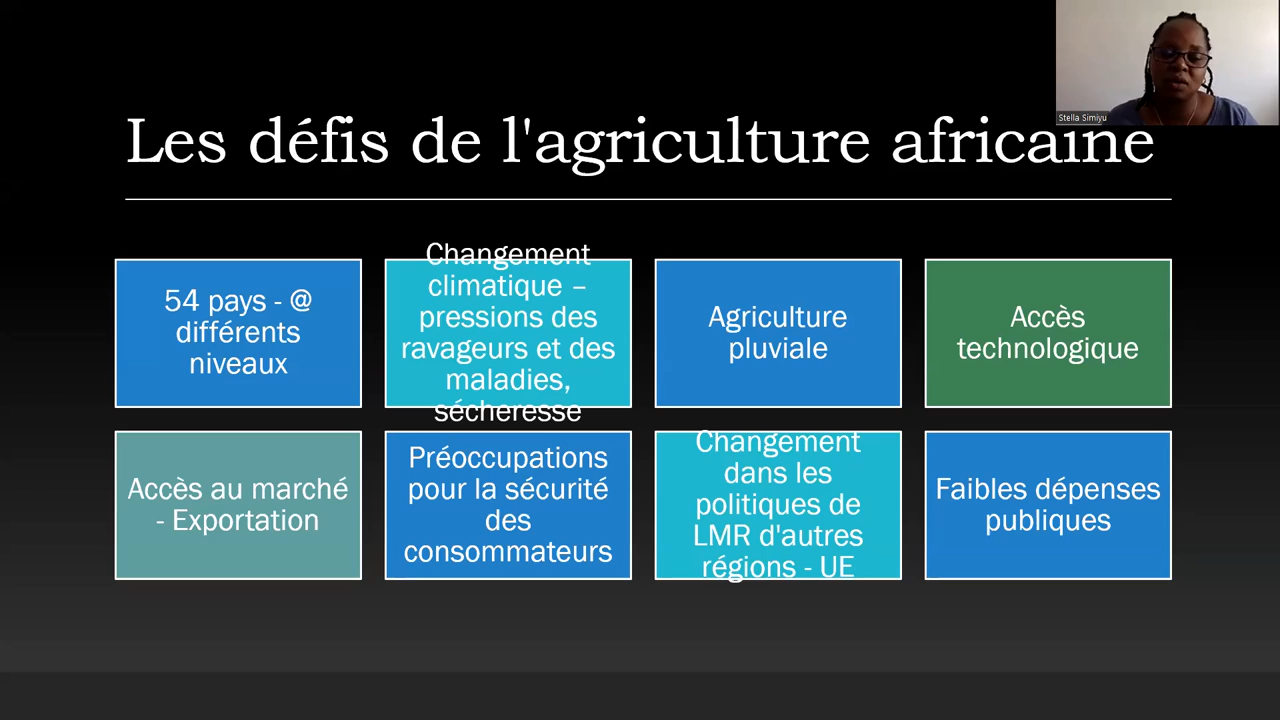 Stella Simiyu
Les défis de l'agriculture africaine
54 pays - @
différents
niveaux
Changement
climatique –
pressions des
ravageurs et des
maladies,
sécheresse
Agriculture
pluviale
Accès
technologique
Accès au marché
- Exportation
Préoccupations
pour la sécurité
des
consommateurs
Changement
dans les
politiques de
LMR d'autres
régions - UE
Faibles dépenses
publiques